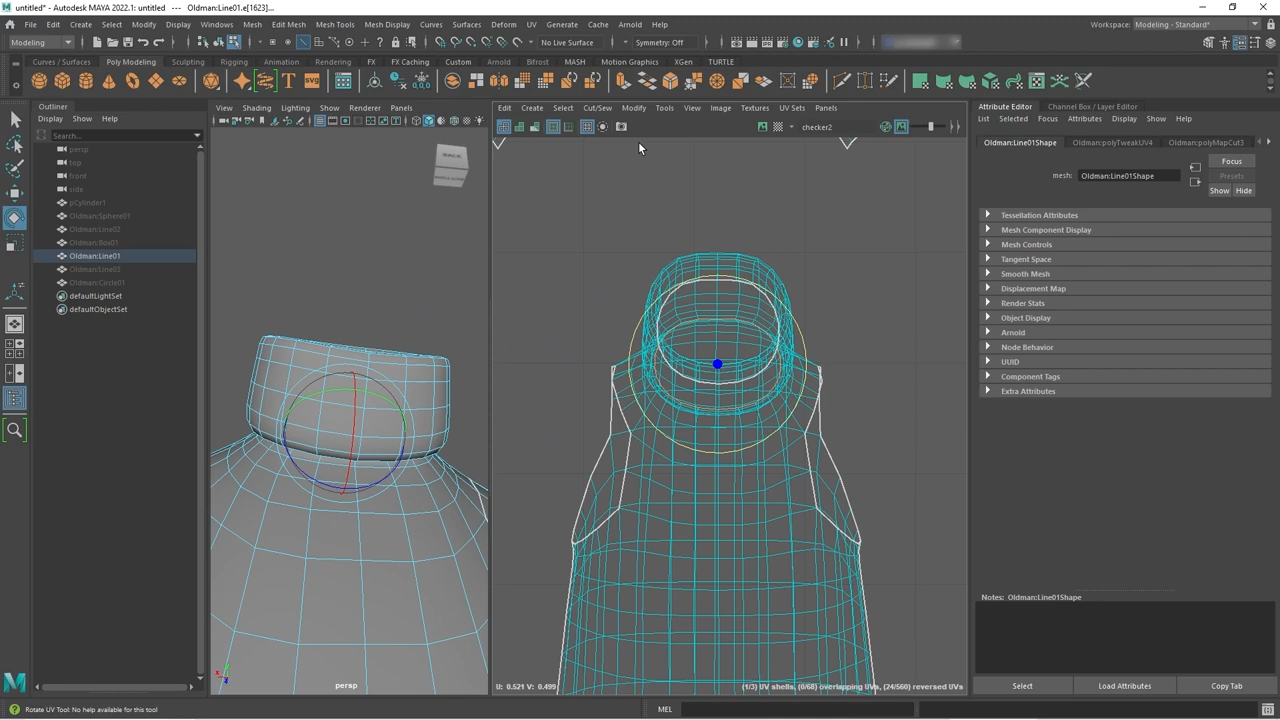 untitled* - Autodesk MAYA 2022.1: untitled --- Oldman:Line01.e[1623]...
File Edit Create Select Modify Display Windows Mesh Edit Mesh Mesh Tools Mesh Display Curves Surfaces Deform UV Generate Cache Arnold Help
Workspace: Modeling - Standard*
Modeling No Live Surface Symmetry: Off
Curves / Surfaces Poly Modeling Sculpting Rigging Animation Rendering FX FX Caching Custom Arnold Bifrost MASH Motion Graphics XGen TURTLE
Outliner
Display Show Help
Search...
persp
top
front
side
pCylinder1
Oldman:Sphere01
Oldman:Line02
Oldman:Box01
Oldman:Line01
Oldman:Line03
Oldman:Circle01
defaultLightSet
defaultObjectSet
View Shading Lighting Show Renderer Panels
BACK
persp
Edit Create Select Cut/Sew Modify Tools View Image Textures UV Sets Panels
checker2
U: 0.521 V: 0.499
(1/3) UV shells, (0/68) overlapping UVs, (24/560) reversed UVs
Attribute Editor Channel Box / Layer Editor
List Selected Focus Attributes Display Show Help
Oldman:Line01Shape Oldman:polyTweakUV4 Oldman:polyMapCut3
mesh: Oldman:Line01Shape
Focus
Presets
Show Hide
Tessellation Attributes
Mesh Component Display
Mesh Controls
Tangent Space
Smooth Mesh
Displacement Map
Render Stats
Object Display
Arnold
Node Behavior
UUID
Component Tags
Extra Attributes
Notes: Oldman:Line01Shape
Select Load Attributes Copy Tab
Rotate UV Tool: No help available for this tool
MEL